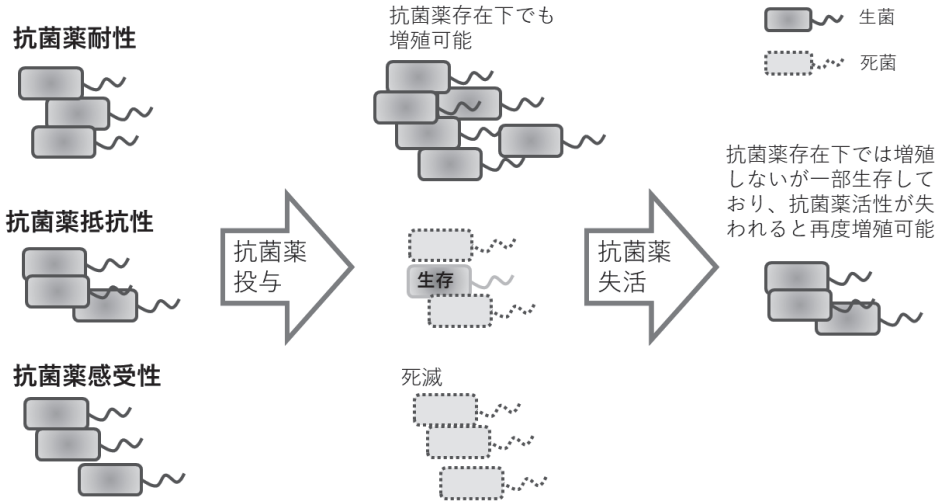 抗菌薬耐性
抗菌薬存在下でも
増殖可能
生菌
死菌
抗菌薬抵抗性
抗菌薬
投与
生存
抗菌薬
失活
抗菌薬存在下では増殖
しないが一部生存して
おり、抗菌薬活性が失
われると再度増殖可能
抗菌薬感受性
死滅